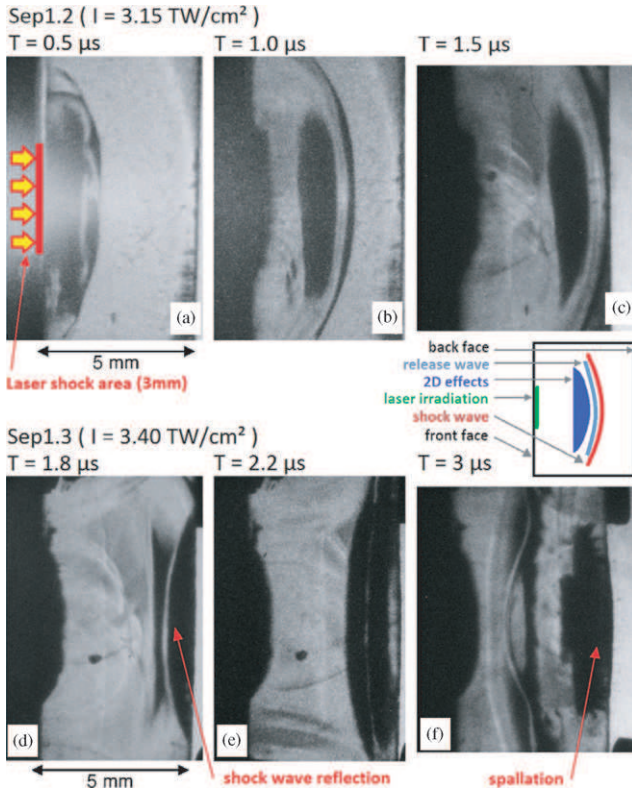 Sep1.2 ( I = 3.15 TW/cm² )
T = 0.5 µs
T = 1.0 µs
T = 1.5 µs
(a)
(b)
(c)
5 mm
Laser shock area (3mm)
back face
release wave
2D effects
laser irradiation
shock wave
front face
Sep1.3 ( I = 3.40 TW/cm² )
T = 1.8 µs
T = 2.2 µs
T = 3 µs
(d)
(e)
(f)
5 mm
shock wave reflection
spallation